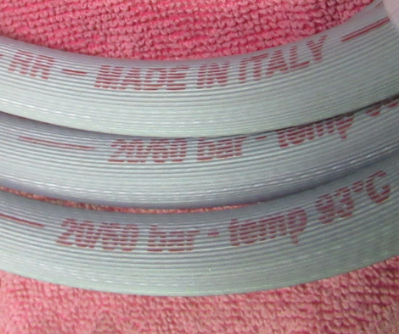 RR - MADE IN ITALY
20/60 bar - temp
20/60 bar - temp 93°C